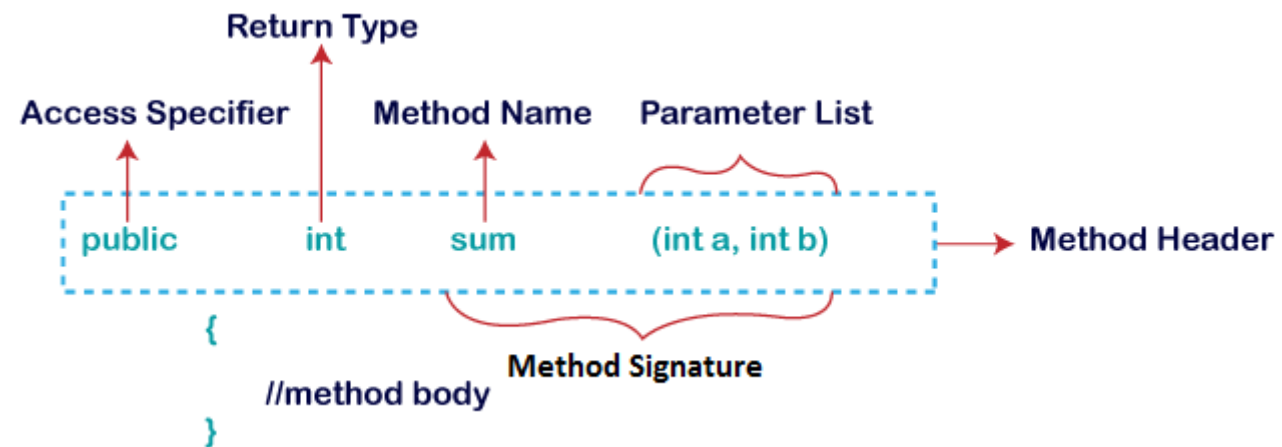 Return Type
Access Specifier Method Name Parameter List
public int sum (int a, int b) Method Header
{
Method Signature
//method body
}